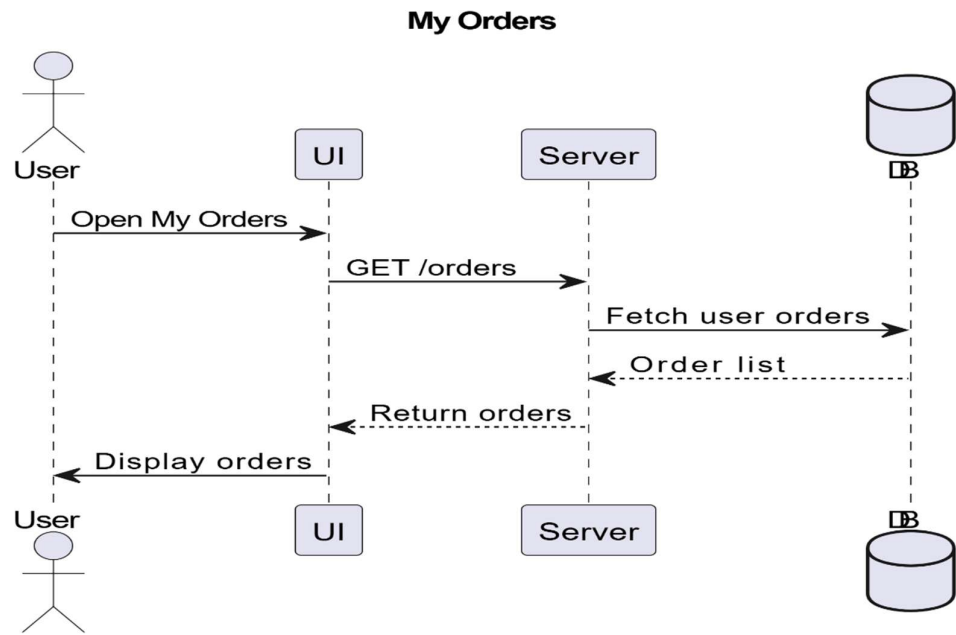 My Orders
User
UI
Server
DB
Open My Orders
GET /orders
Fetch user orders
Order list
Return orders
Display orders
User
UI
Server
DB